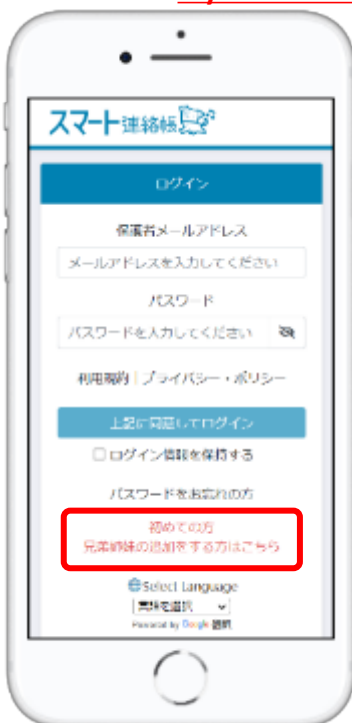 スマート連絡帳
ログイン
保護者メールアドレス
メールアドレスを入力してください
パスワード
パスワードを入力してください
利用規約 | プライバシー・ポリシー
上記に同意してログイン
ログイン情報を保持する
パスワードをお忘れの方
初めての方
兄弟姉妹の追加をする方はこちら
Select Language
言語を選択
Powered by Google 翻訳